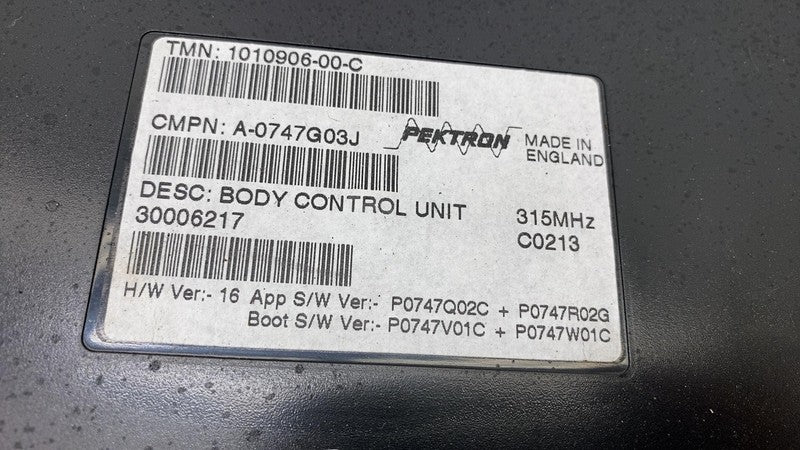 TMN: 1010906-00-C
CMPN: A-0747G03J PEKTRON MADE IN
ENGLAND
DESC: BODY CONTROL UNIT 315MHz
30006217 C0213
H/W Ver:- 16 App S/W Ver:- P0747Q02C + P0747R02G
Boot S/W Ver:- P0747V01C + P0747W01C